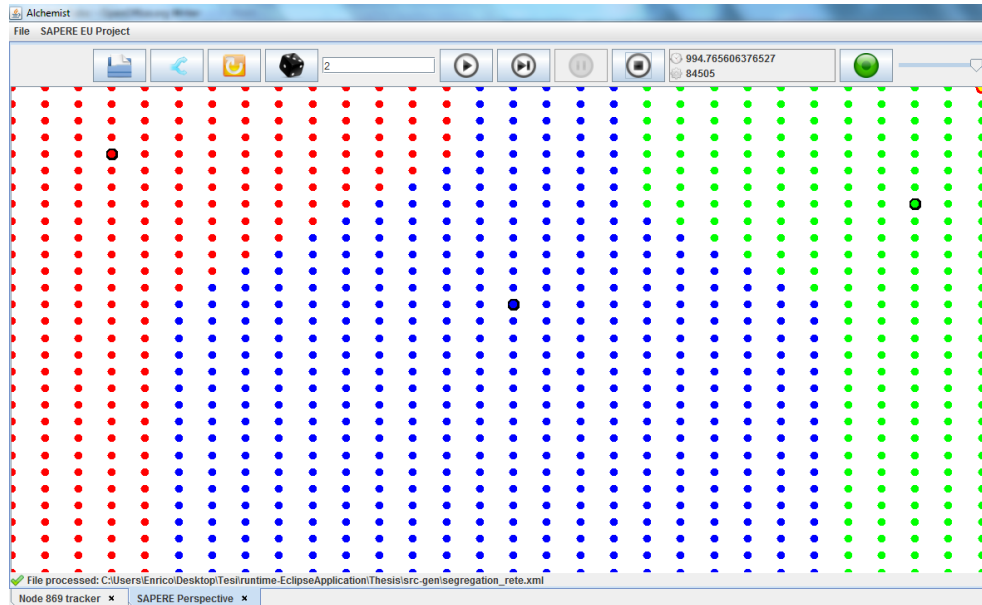 Alchemist
File SAPERE EU Project
2
994.765606376527
84505
File processed: C:\Users\Enrico\Desktop\Tesi\runtime-EclipseApplication\Thesis\src-gen\segregation_rete.xml
Node 869 tracker × SAPERE Perspective ×